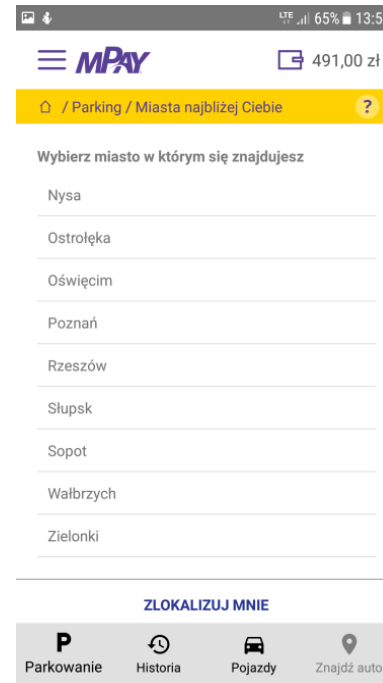 LTE 65% 13:5
mPAY 491,00 zł
/ Parking / Miasta najbliżej Ciebie ?
Wybierz miasto w którym się znajdujesz
Nysa
Ostrołęka
Oświęcim
Poznań
Rzeszów
Słupsk
Sopot
Wałbrzych
Zielonki
ZLOKALIZUJ MNIE
P
Parkowanie Historia Pojazdy Znajdź auto